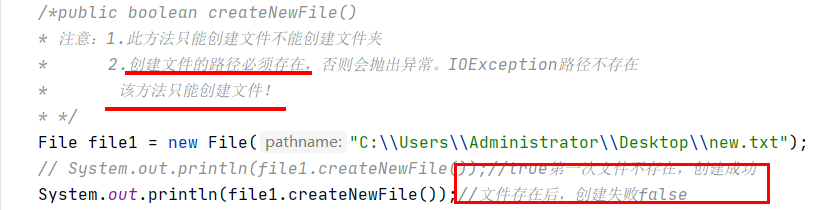 /*public boolean createNewFile()
* 注意：1.此方法只能创建文件不能创建文件夹
* 2.创建文件的路径必须存在，否则会抛出异常。IOException路径不存在
* 该方法只能创建文件！
* */
File file1 = new File( pathname: "C:\\Users\\Administrator\\Desktop\\new.txt");
// System.out.println(file1.createNewFile());//true第一次文件不存在，创建成功
System.out.println(file1.createNewFile());//文件存在后，创建失败false